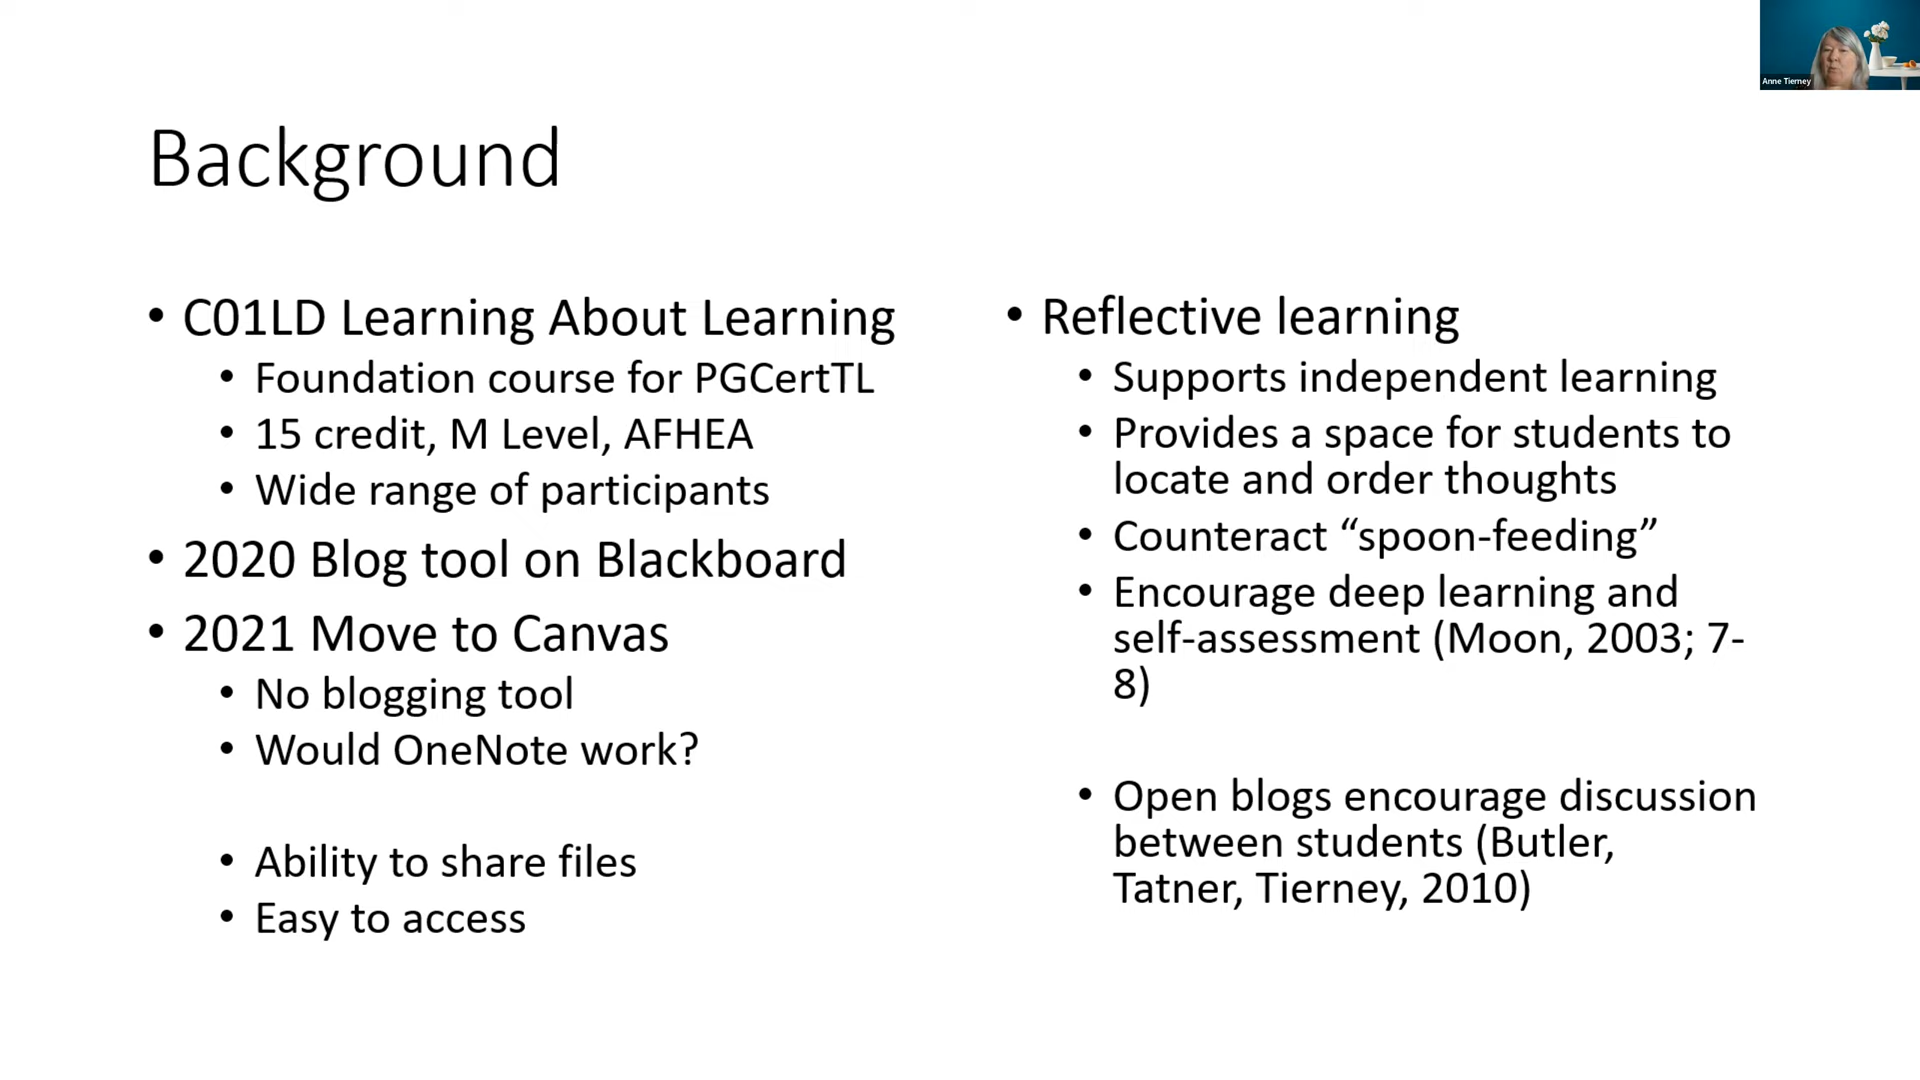 Anne Tierney
Background
• C01LD Learning About Learning
• Foundation course for PGCertTL
• 15 credit, M Level, AFHEA
• Wide range of participants
• 2020 Blog tool on Blackboard
• 2021 Move to Canvas
• No blogging tool
• Would OneNote work?
• Ability to share files
• Easy to access
• Reflective learning
• Supports independent learning
• Provides a space for students to
locate and order thoughts
• Counteract “spoon-feeding”
• Encourage deep learning and
self-assessment (Moon, 2003; 7-
8)
• Open blogs encourage discussion
between students (Butler,
Tatner, Tierney, 2010)